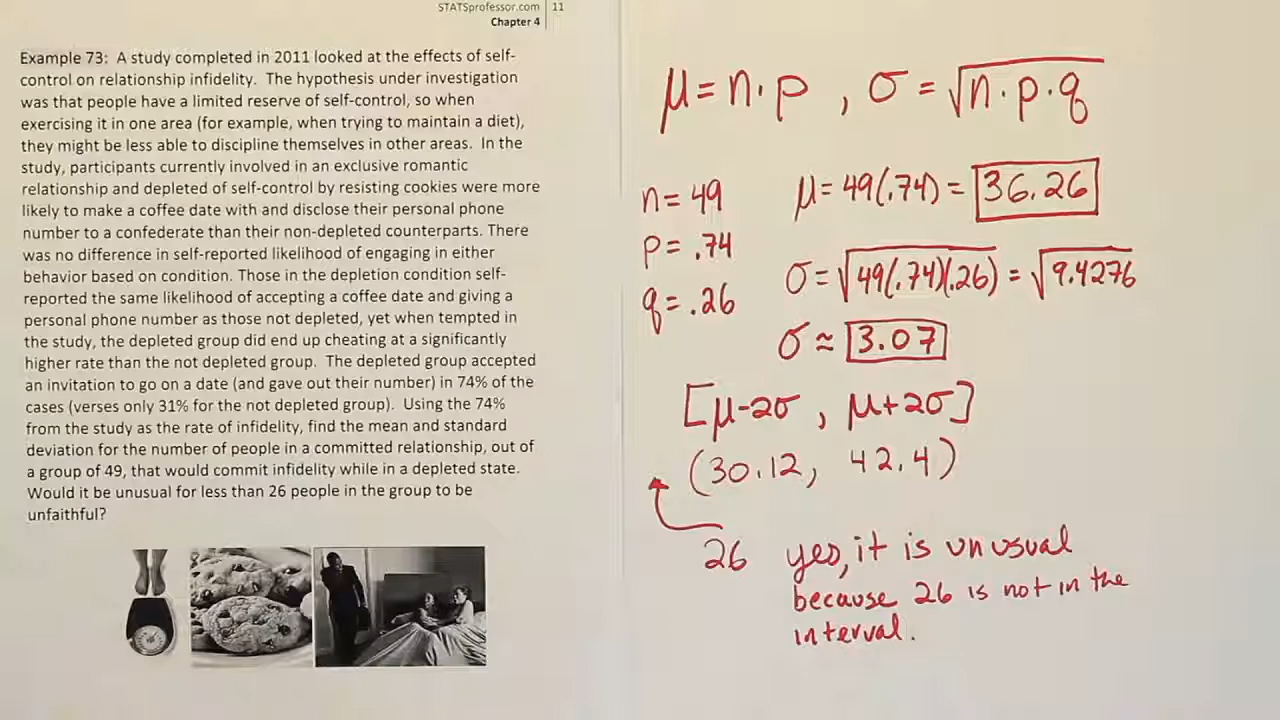 STATSprofessor.com 11
Chapter 4
Example 73: A study completed in 2011 looked at the effects of self-
control on relationship infidelity. The hypothesis under investigation
was that people have a limited reserve of self-control, so when
exercising it in one area (for example, when trying to maintain a diet),
they might be less able to discipline themselves in other areas. In the
study, participants currently involved in an exclusive romantic
relationship and depleted of self-control by resisting cookies were more
likely to make a coffee date with and disclose their personal phone
number to a confederate than their non-depleted counterparts. There
was no difference in self-reported likelihood of engaging in either
behavior based on condition. Those in the depletion condition self-
reported the same likelihood of accepting a coffee date and giving a
personal phone number as those not depleted, yet when tempted in
the study, the depleted group did end up cheating at a significantly
higher rate than the not depleted group. The depleted group accepted
an invitation to go on a date (and gave out their number) in 74% of the
cases (verses only 31% for the not depleted group). Using the 74%
from the study as the rate of infidelity, find the mean and standard
deviation for the number of people in a committed relationship, out of
a group of 49, that would commit infidelity while in a depleted state.
Would it be unusual for less than 26 people in the group to be
unfaithful?
μ = n·p , σ = √n·p·q
n = 49
p = .74
q = .26
μ = 49(.74) = 36.26
σ = √49(.74)(.26) = √9.4276
σ ≈ 3.07
[μ-2σ , μ+2σ]
(30.12, 42.4)
26 yes, it is unusual
because 26 is not in the
interval.